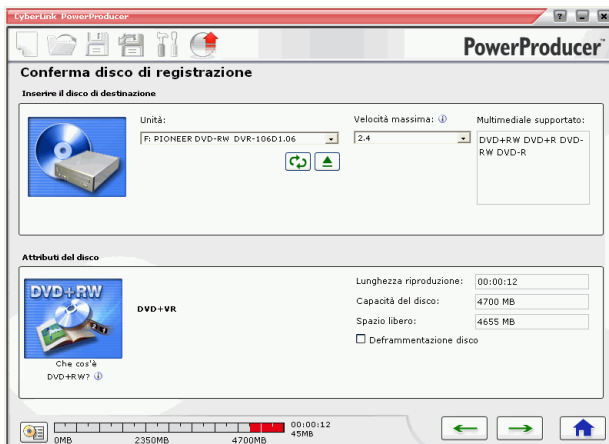 CyberLink PowerProducer
PowerProducer™
Conferma disco di registrazione
Inserire il disco di destinazione
Unità:
Velocità massima:
Multimediale supportato:
F: PIONEER DVD-RW DVR-106D1.06
2.4
DVD+RW DVD+R DVD-
RW DVD-R
Attributi del disco
DVD+RW
DVD+VR
Lunghezza riproduzione:
00:00:12
Capacità del disco:
4700 MB
Spazio libero:
4655 MB
Deframmentazione disco
Che cos'è
DVD+RW?
00:00:12
45MB
0MB
2350MB
4700MB